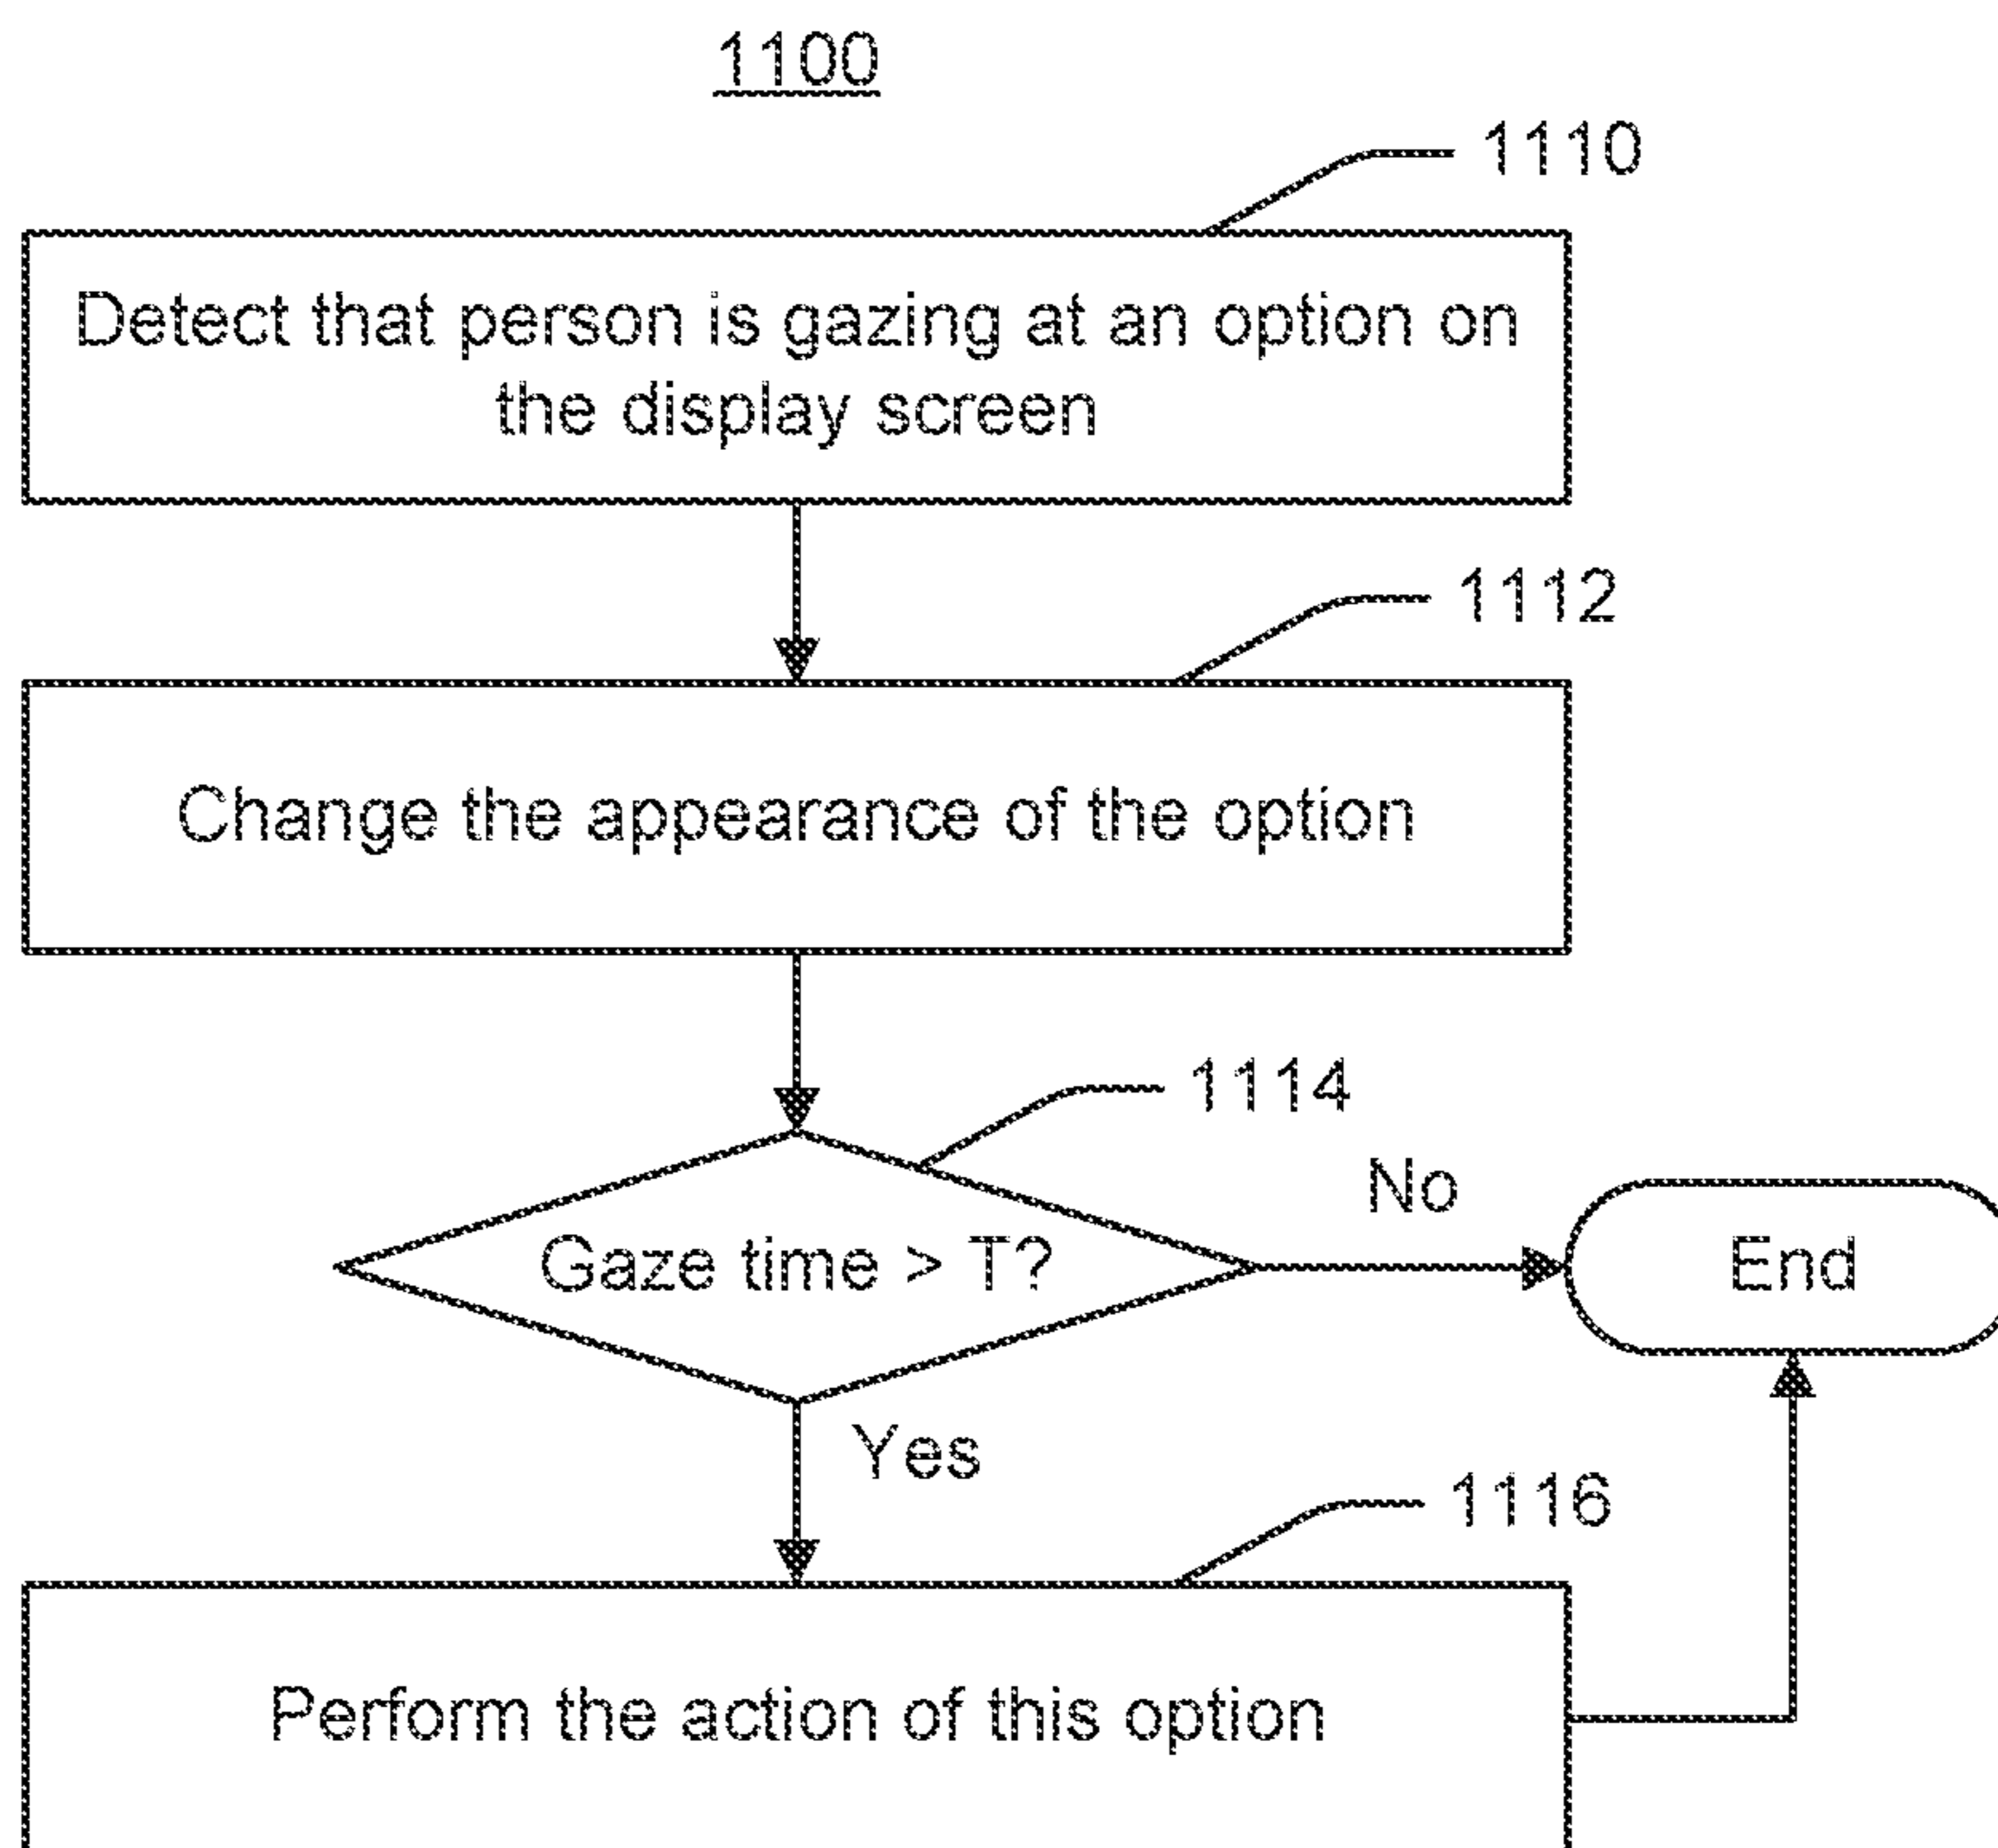 1100
1110
Detect that person is gazing at an option on
the display screen
1112
Change the appearance of the option
1114
No
Gaze time > T?
End
Yes
1116
Perform the action of this option